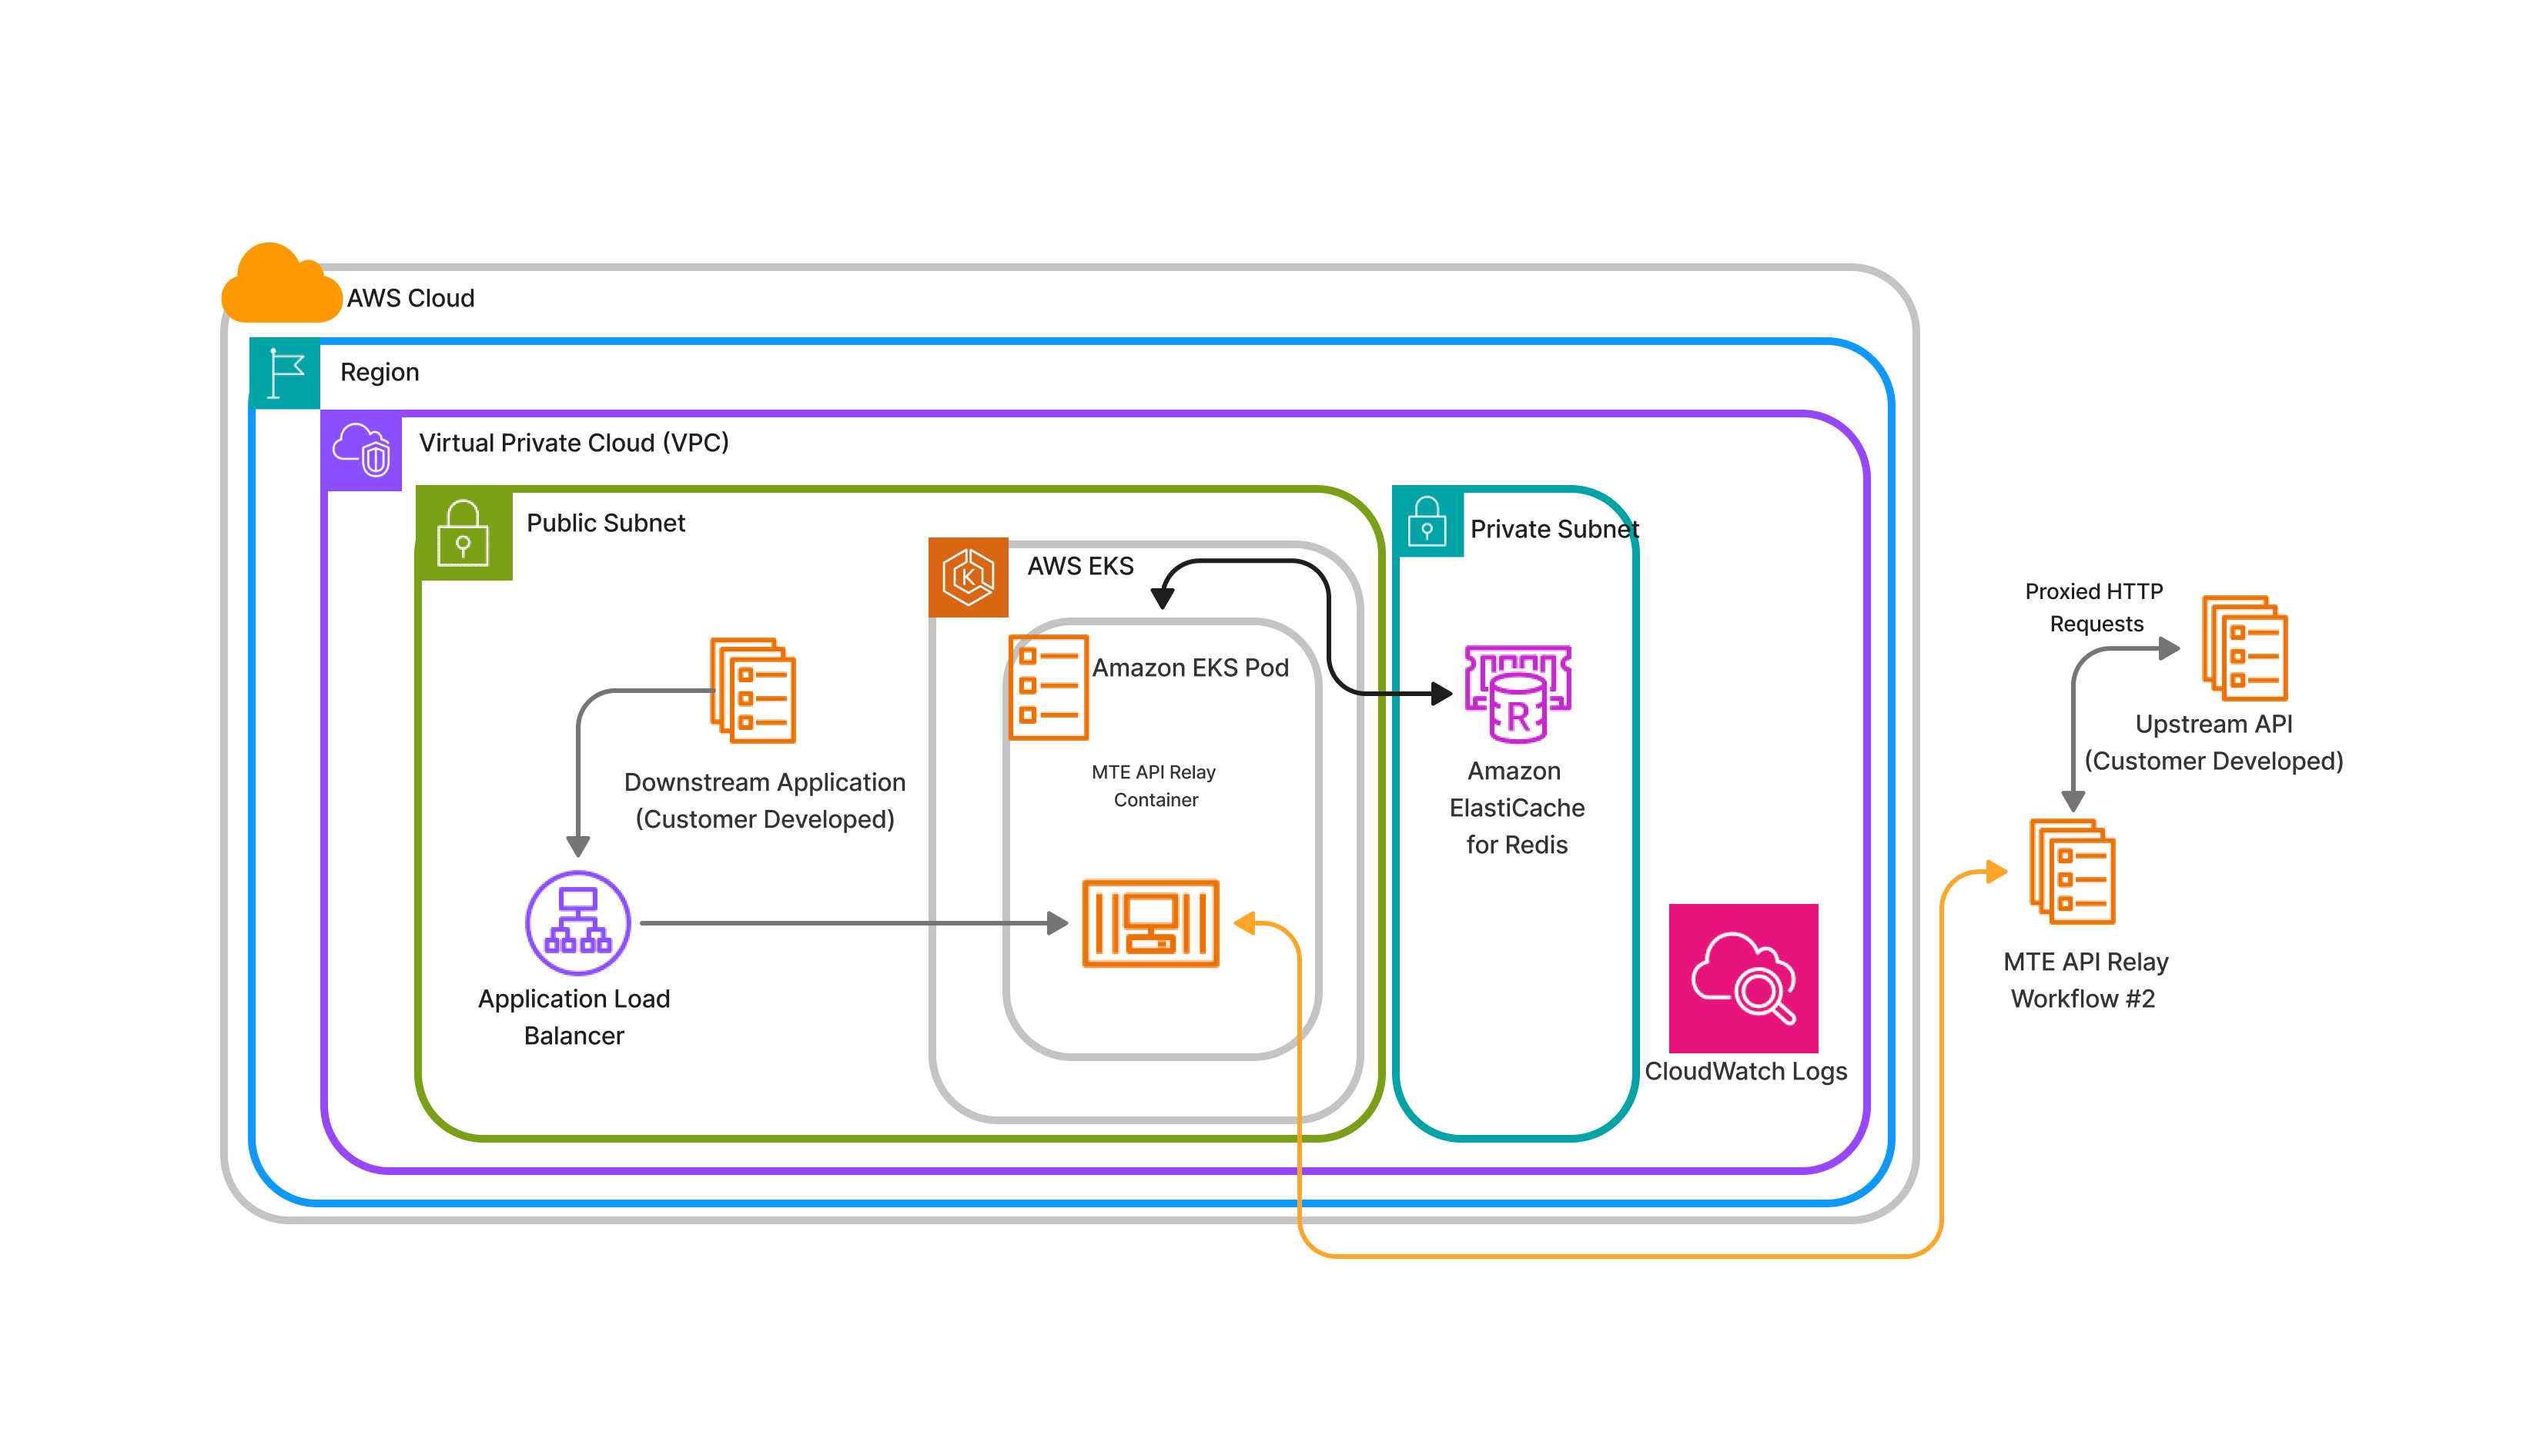 AWS Cloud
Region
Virtual Private Cloud (VPC)
Public Subnet
Private Subnet
AWS EKS
Amazon EKS Pod
MTE API Relay
Container
Downstream Application
(Customer Developed)
Application Load
Balancer
R
Amazon
ElastiCache
for Redis
CloudWatch Logs
Proxied HTTP
Requests
Upstream API
(Customer Developed)
MTE API Relay
Workflow #2
K